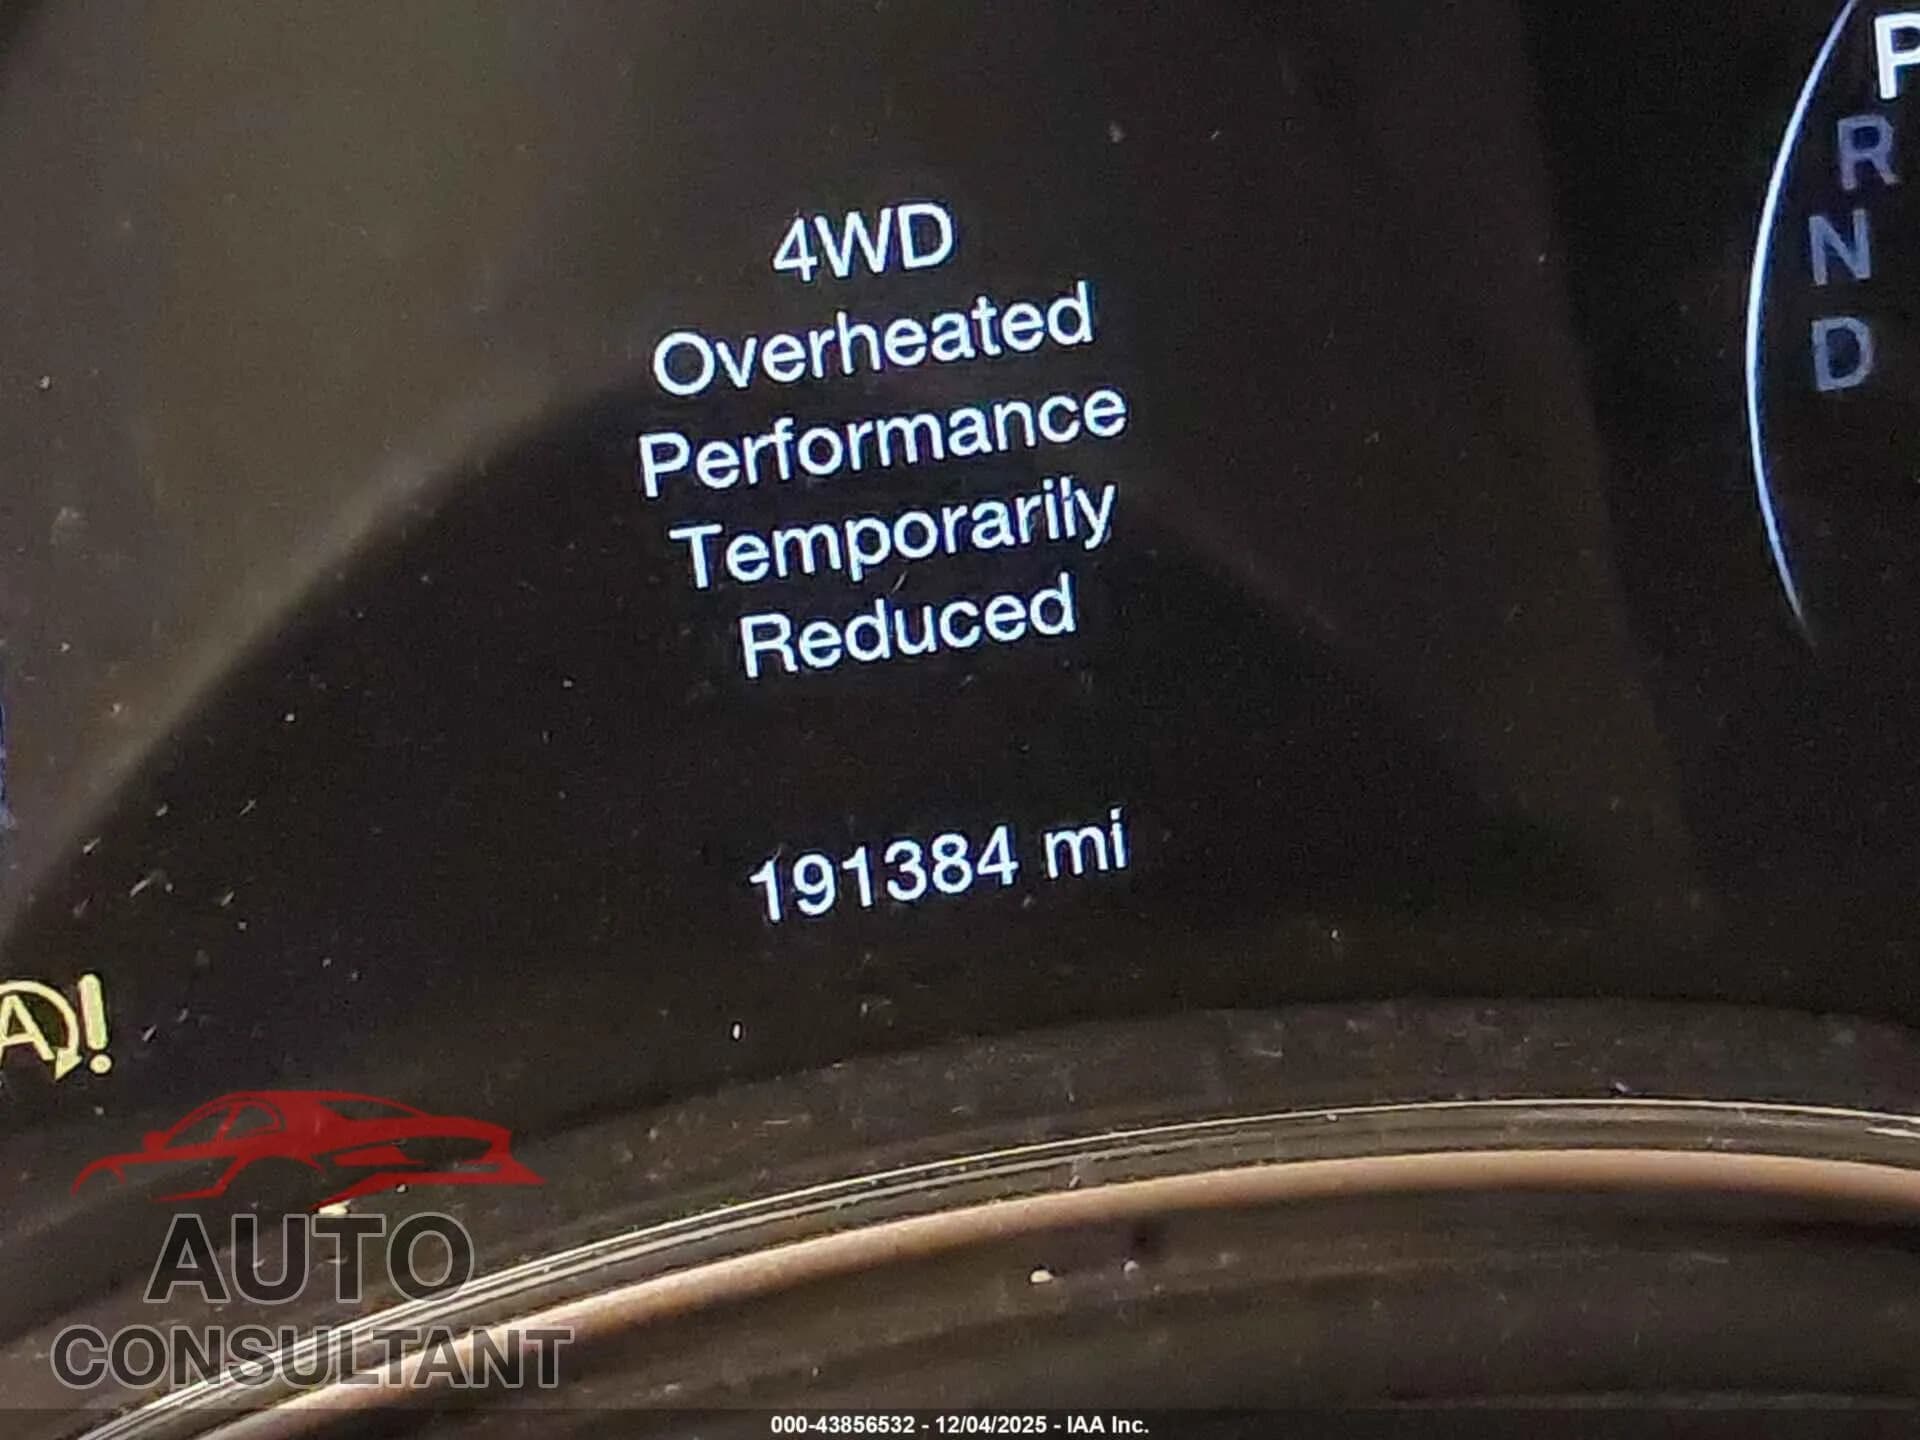 4WD
Overheated
Performance
Temporarily
Reduced
191384 mi
P
R
N
D
A!
AUTO
CONSULTANT
000-43856532 - 12/04/2025 - IAA Inc.